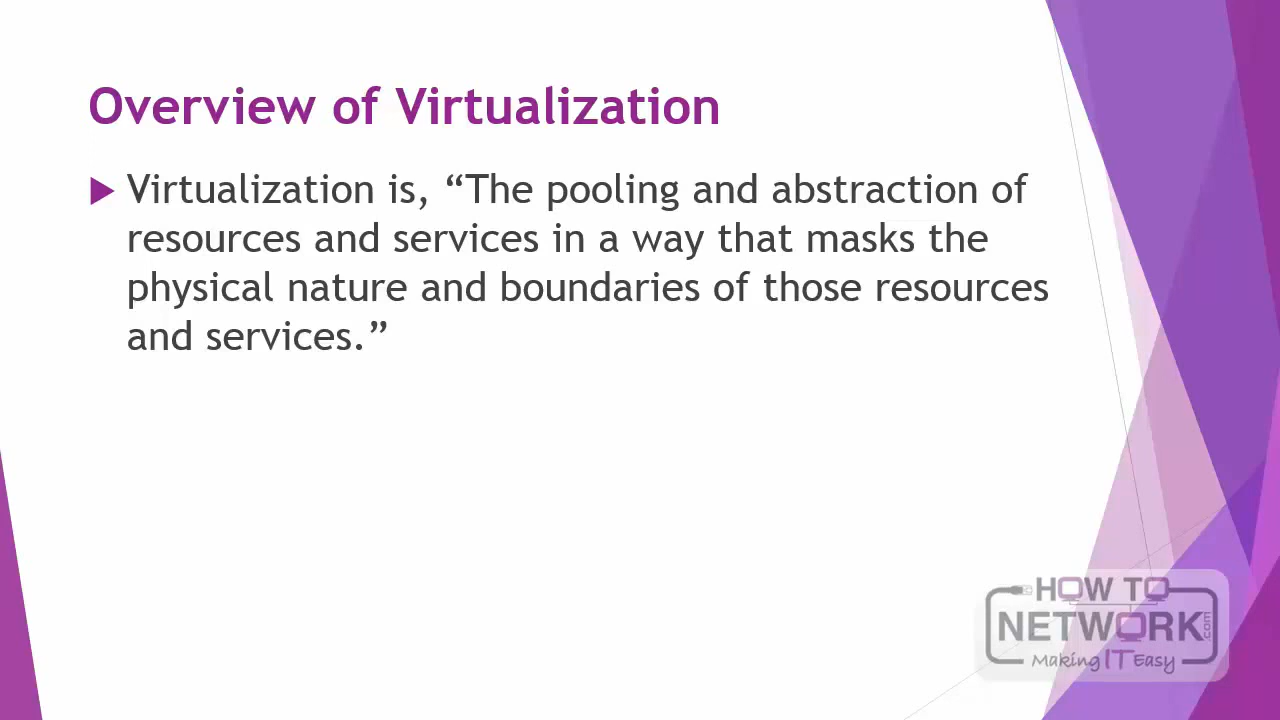 Overview of Virtualization
Virtualization is, “The pooling and abstraction of
resources and services in a way that masks the
physical nature and boundaries of those resources
and services.”
HOW TO
NETWORK.com
Making IT Easy